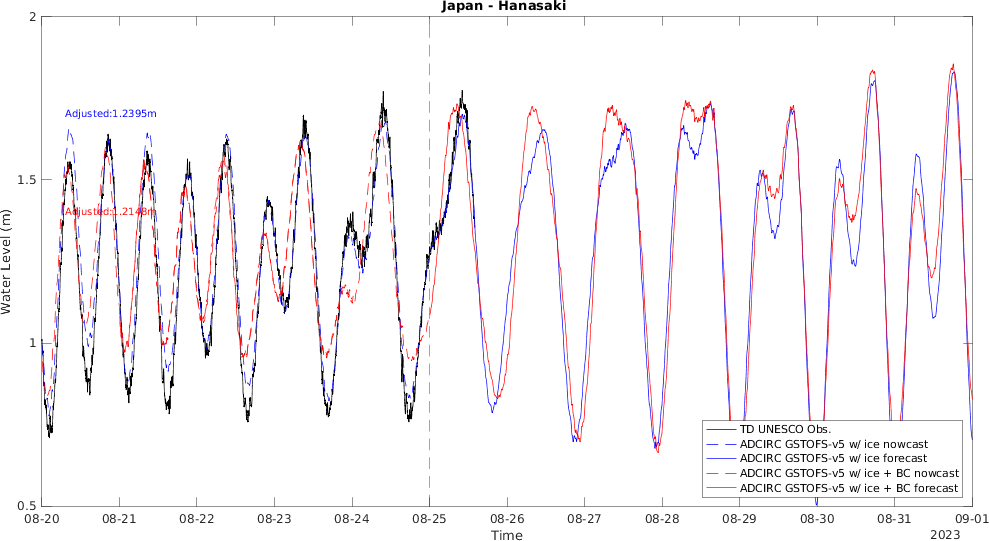 Japan - Hanasaki
2
1.5
1
0.5
Water Level (m)
Adjusted:1.2395m
Adjusted:1.2148m
TD UNESCO Obs.
ADCIRC GSTOFS-v5 w/ ice nowcast
ADCIRC GSTOFS-v5 w/ ice forecast
ADCIRC GSTOFS-v5 w/ ice + BC nowcast
ADCIRC GSTOFS-v5 w/ ice + BC forecast
08-20 08-21 08-22 08-23 08-24 08-25 08-26 08-27 08-28 08-29 08-30 08-31 09-01
Time
2023